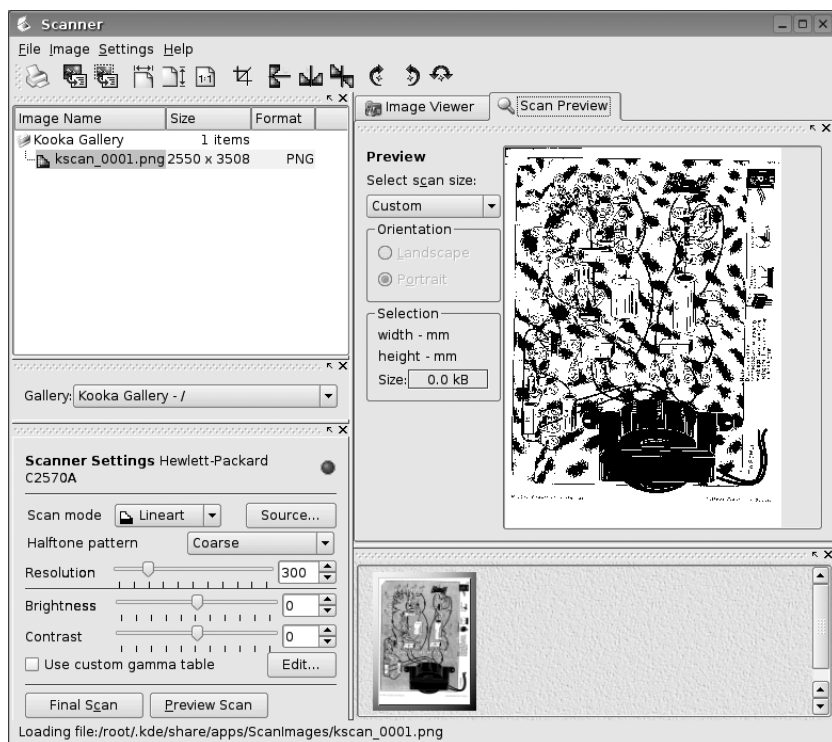 Scanner
File Image Settings Help
Image Name Size Format
Kooka Gallery 1 items
kscan_0001.png 2550 x 3508 PNG
Gallery: Kooka Gallery - /
Scanner Settings Hewlett-Packard
C2570A
Scan mode Lineart Source...
Halftone pattern Coarse
Resolution 300
Brightness 0
Contrast 0
Use custom gamma table Edit...
Final Scan Preview Scan
Image Viewer Scan Preview
Preview
Select scan size:
Custom
Orientation
Landscape
Portrait
Selection
width - mm
height - mm
Size: 0.0 kB
Loading file:/root/.kde/share/apps/ScanImages/kscan_0001.png